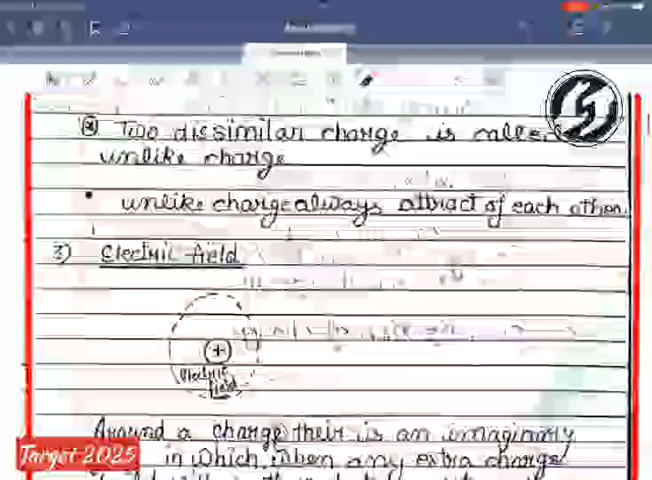 Two dissimilar charge is called
unlike charge
• unlike charge always attract of each other.
3) Electric field
+
Electric
field
Around a charge their is an imaginary
in which when any extra charge
Target 2025